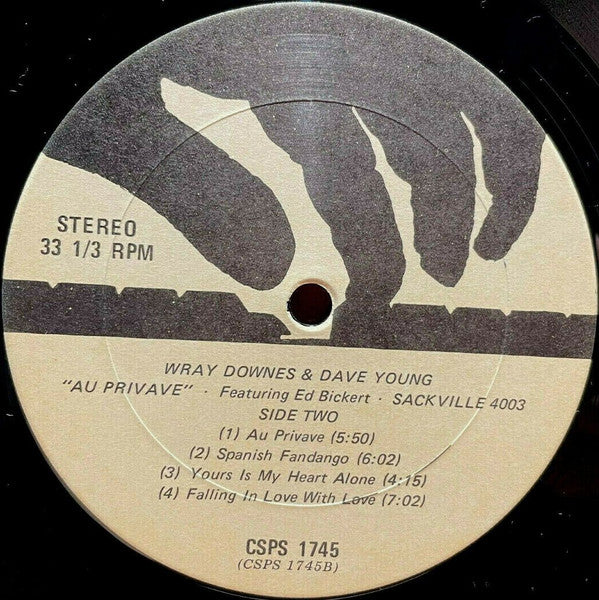 STEREO
33 1/3 RPM
WRAY DOWNES & DAVE YOUNG
"AU PRIVAVE" · Featuring Ed Bickert · SACKVILLE 4003
SIDE TWO
(1) Au Privave (5:50)
(2) Spanish Fandango (6:02)
(3) Yours Is My Heart Alone (4:15)
(4) Falling In Love With Love (7:02)
CSPS 1745
(CSPS 1745B)